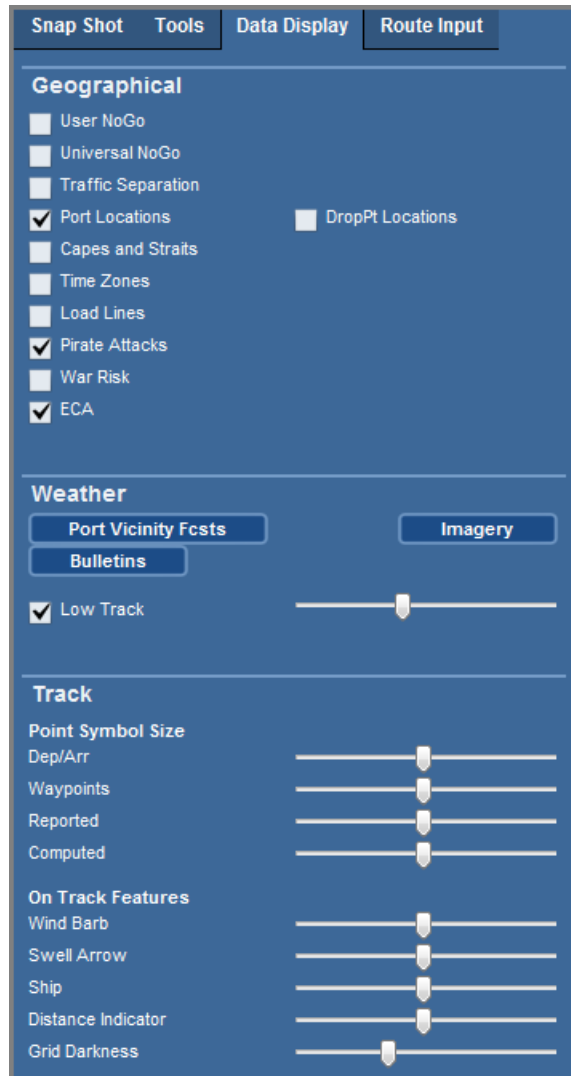 Snap Shot Tools Data Display Route Input
Geographical
User NoGo
Universal NoGo
Traffic Separation
Port Locations DropPt Locations
Capes and Straits
Time Zones
Load Lines
Pirate Attacks
War Risk
ECA
Weather
Port Vicinity Fcsts Imagery
Bulletins
Low Track
Track
Point Symbol Size
Dep/Arr
Waypoints
Reported
Computed
On Track Features
Wind Barb
Swell Arrow
Ship
Distance Indicator
Grid Darkness